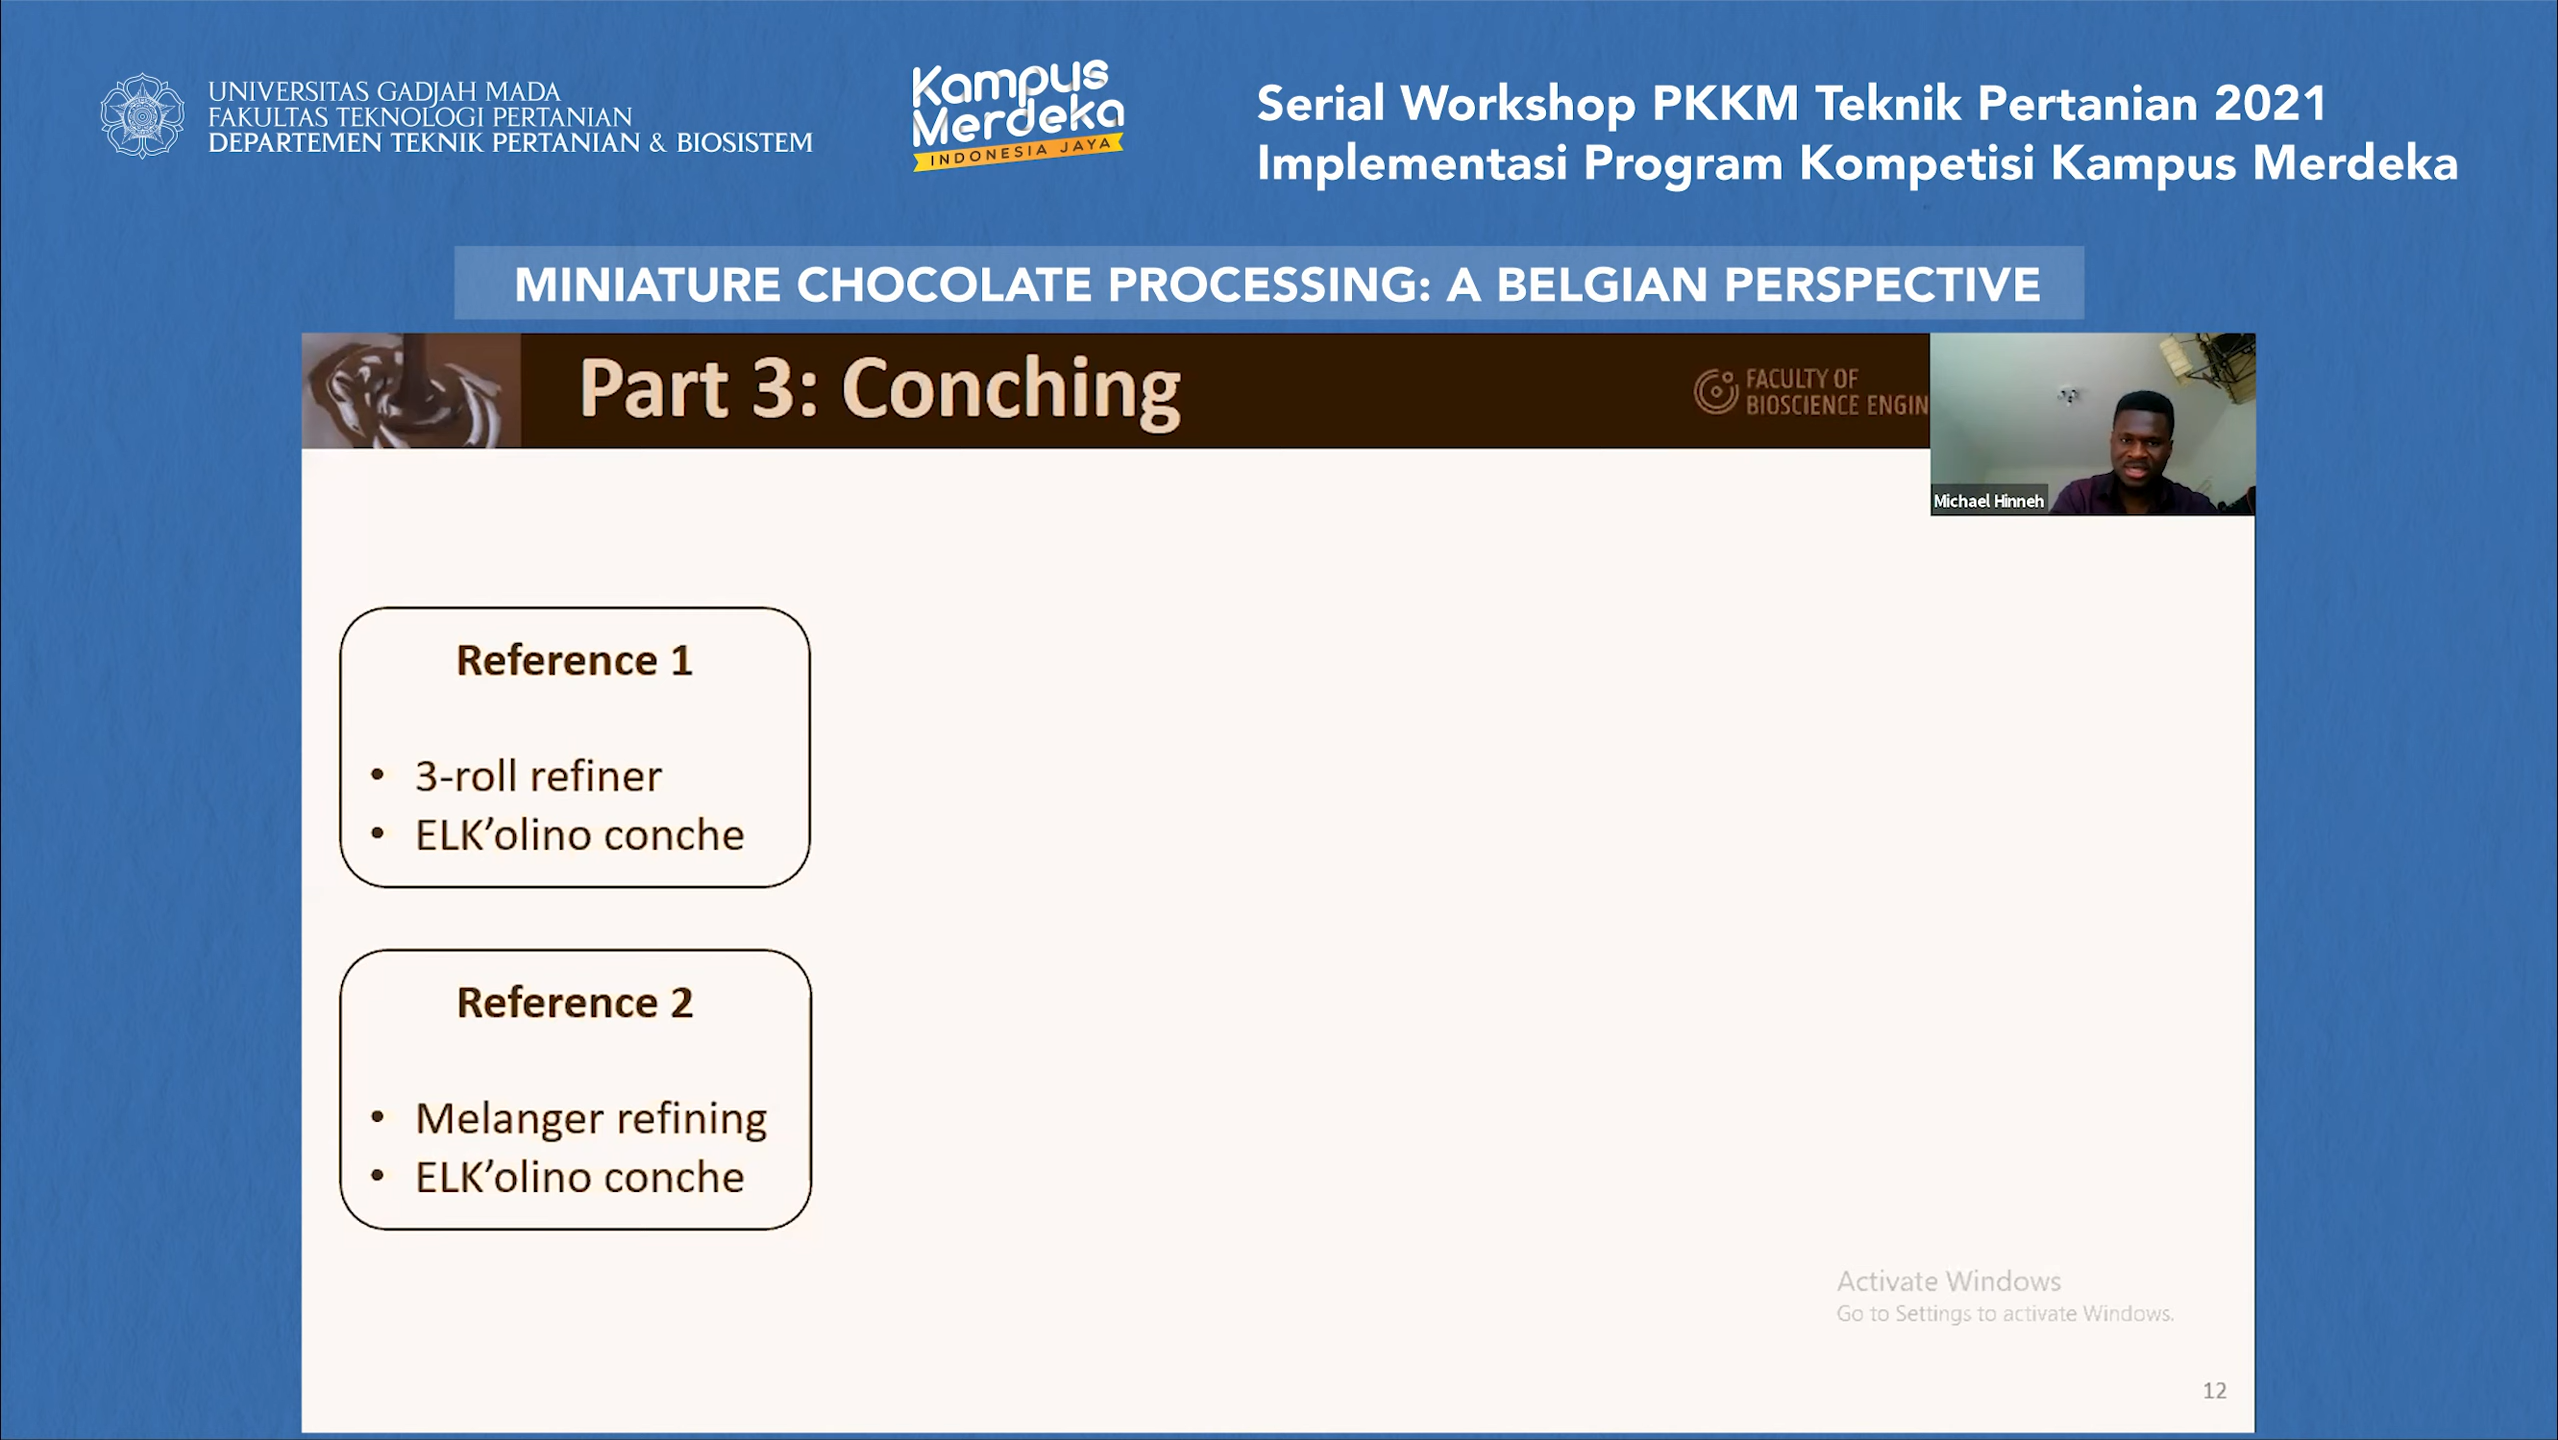 UNIVERSITAS GADJAH MADA
FAKULTAS TEKNOLOGI PERTANIAN
DEPARTEMEN TEKNIK PERTANIAN & BIOSISTEM
Kampus
Merdeka
INDONESIA JAYA
Serial Workshop PKKM Teknik Pertanian 2021
Implementasi Program Kompetisi Kampus Merdeka
MINIATURE CHOCOLATE PROCESSING: A BELGIAN PERSPECTIVE
Part 3: Conching
FACULTY OF
BIOSCIENCE ENGIN
Michael Hinneh
Reference 1
• 3-roll refiner
• ELK’olino conche
Reference 2
• Melanger refining
• ELK’olino conche
Activate Windows
Go to Settings to activate Windows.
12